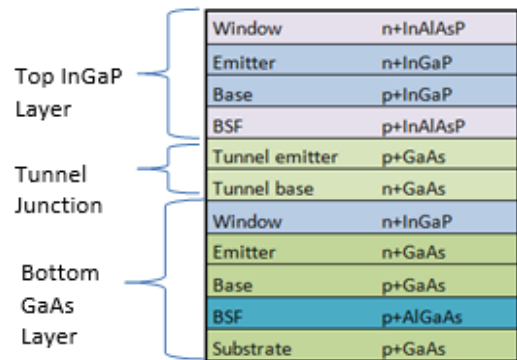 Window n+InAlAsP
Emitter n+InGaP
Base p+InGaP
BSF p+InAlAsP
Tunnel emitter p+GaAs
Tunnel base n+GaAs
Window n+InGaP
Emitter n+GaAs
Base p+GaAs
BSF p+AlGaAs
Substrate p+GaAs
Top InGaP
Layer
Tunnel
Junction
Bottom
GaAs
Layer